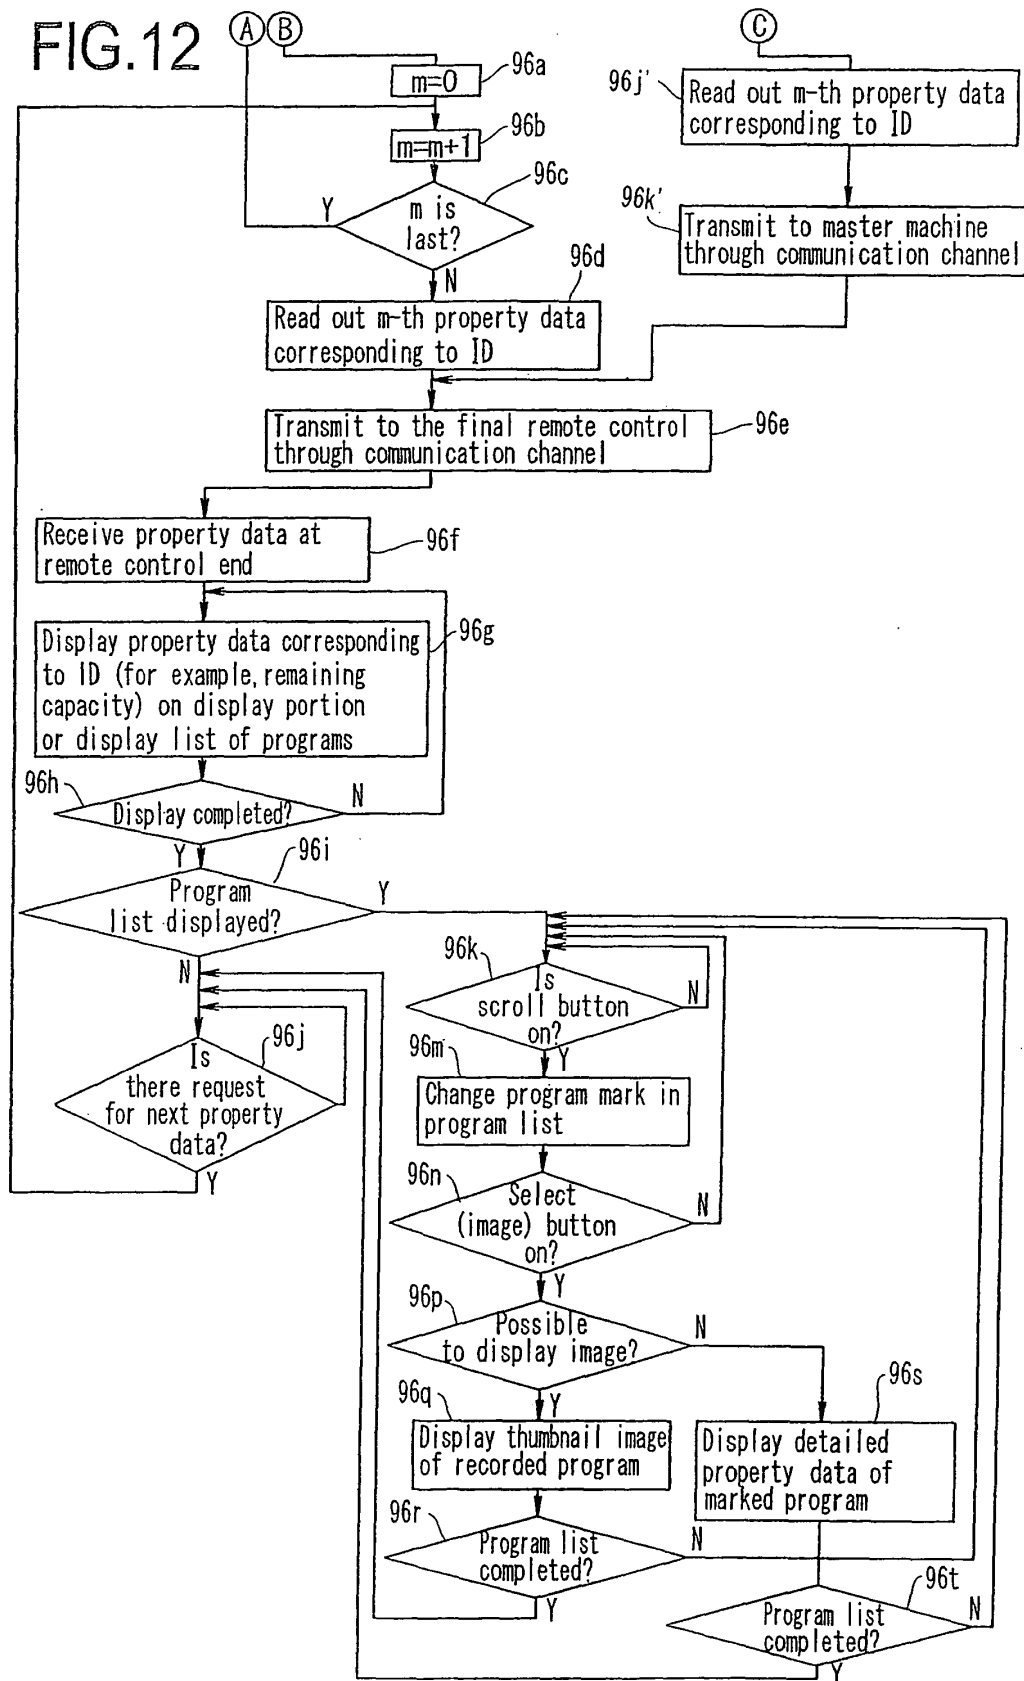 FIG.12
A
B
C
m=0
96a
m=m+1
96b
96c
Y
m is
last?
N
96d
Read out m-th property data
corresponding to ID
96j'
Read out m-th property data
corresponding to ID
96k'
Transmit to master machine
through communication channel
Transmit to the final remote control
through communication channel
96e
Receive property data at
remote control end
96f
Display property data corresponding
to ID (for example, remaining
capacity) on display portion
or display list of programs
96g
96h
Display completed?
N
Y
96i
Program
list displayed?
Y
N
96j
Is
there request
for next property
data?
Y
96k
Is
scroll button
on?
N
Y
96m
Change program mark in
program list
96n
Select
(image) button
on?
N
Y
96p
Possible
to display image?
N
Y
96q
Display thumbnail image
of recorded program
96s
Display detailed
property data of
marked program
96r
Program list
completed?
N
Y
96t
Program list
completed?
N
Y